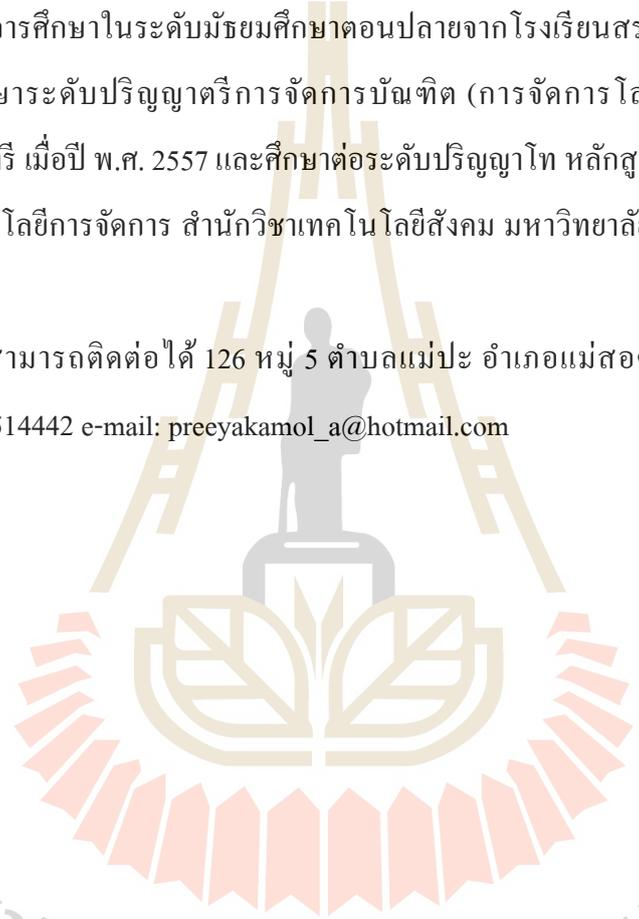 การศึกษาในระดับมัธยมศึกษาตอนปลายจากโรงเรียนสร
ษาระดับปริญญาตรีการจัดการบัณฑิต (การจัดการโล
รี เมื่อปี พ.ศ. 2557 และศึกษาต่อระดับปริญญาโท หลักสู
โลยีการจัดการ สำนักวิชาเทคโนโลยีสังคม มหาวิทยาลั
สามารถติดต่อได้ 126 หมู่ 5 ตำบลแม่ปะ อำเภอแม่สอ
514442 e-mail: preeyakamol_a@hotmail.com